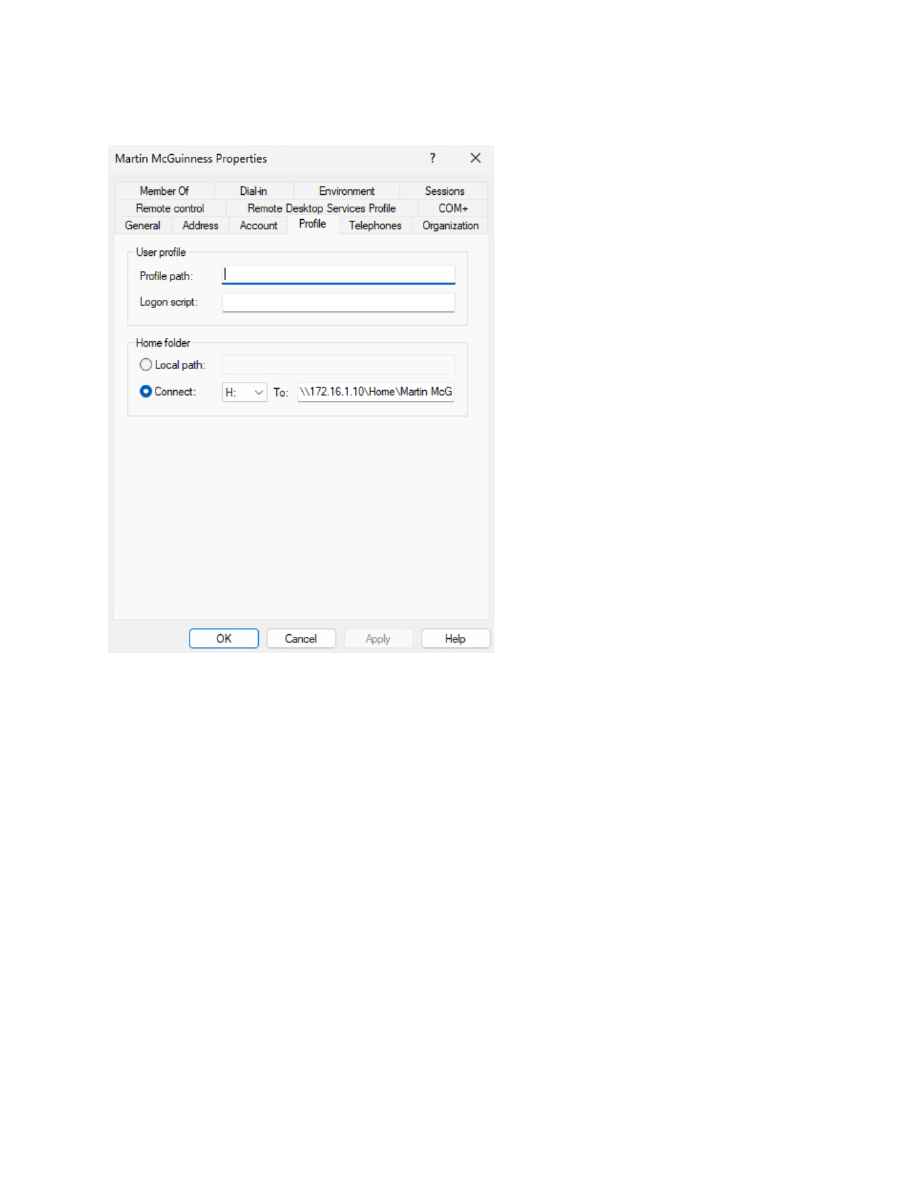 Martin McGuinness Properties ? ×
Member Of Dial-in Environment Sessions
Remote control Remote Desktop Services Profile COM+
General Address Account Profile Telephones Organization
User profile
Profile path:
Logon script:
Home folder
Local path:
Connect: H: To: \\172.16.1.10\Home\Martin McG
OK Cancel Apply Help